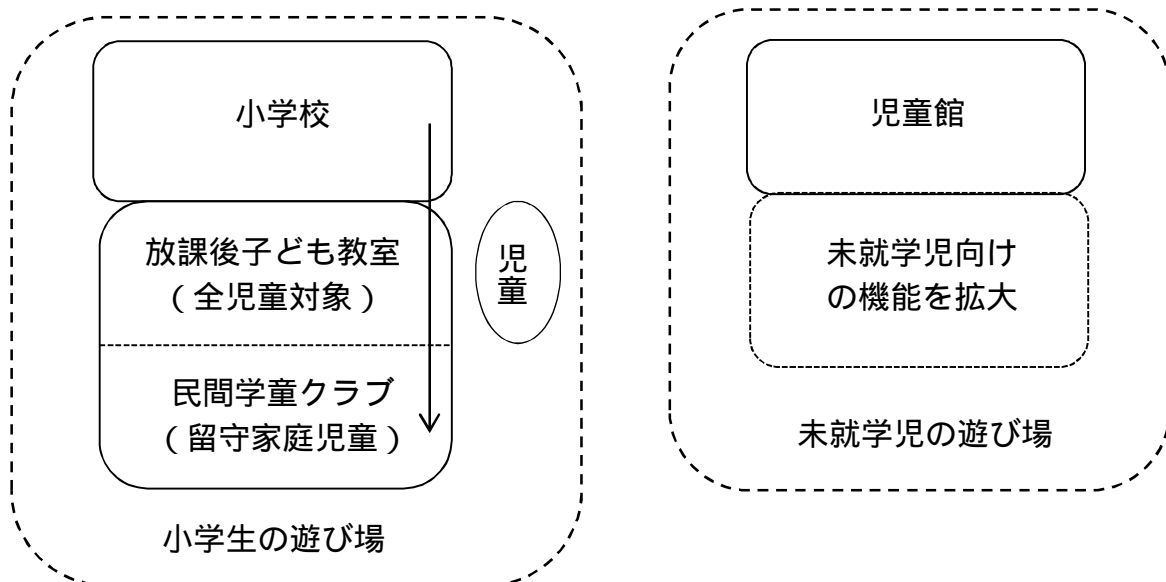 小学校
放課後子ども教室
（全児童対象）
児童
民間学童クラブ
（留守家庭児童）
小学生の遊び場
児童館
未就学児向け
の機能を拡大
未就学児の遊び場